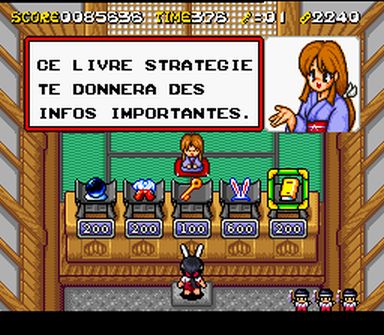 SCORE0085636 TIME376 =01 2240
CE LIVRE STRATEGIE
TE DONNERA DES
INFOS IMPORTANTES.
200 200 100 600 200